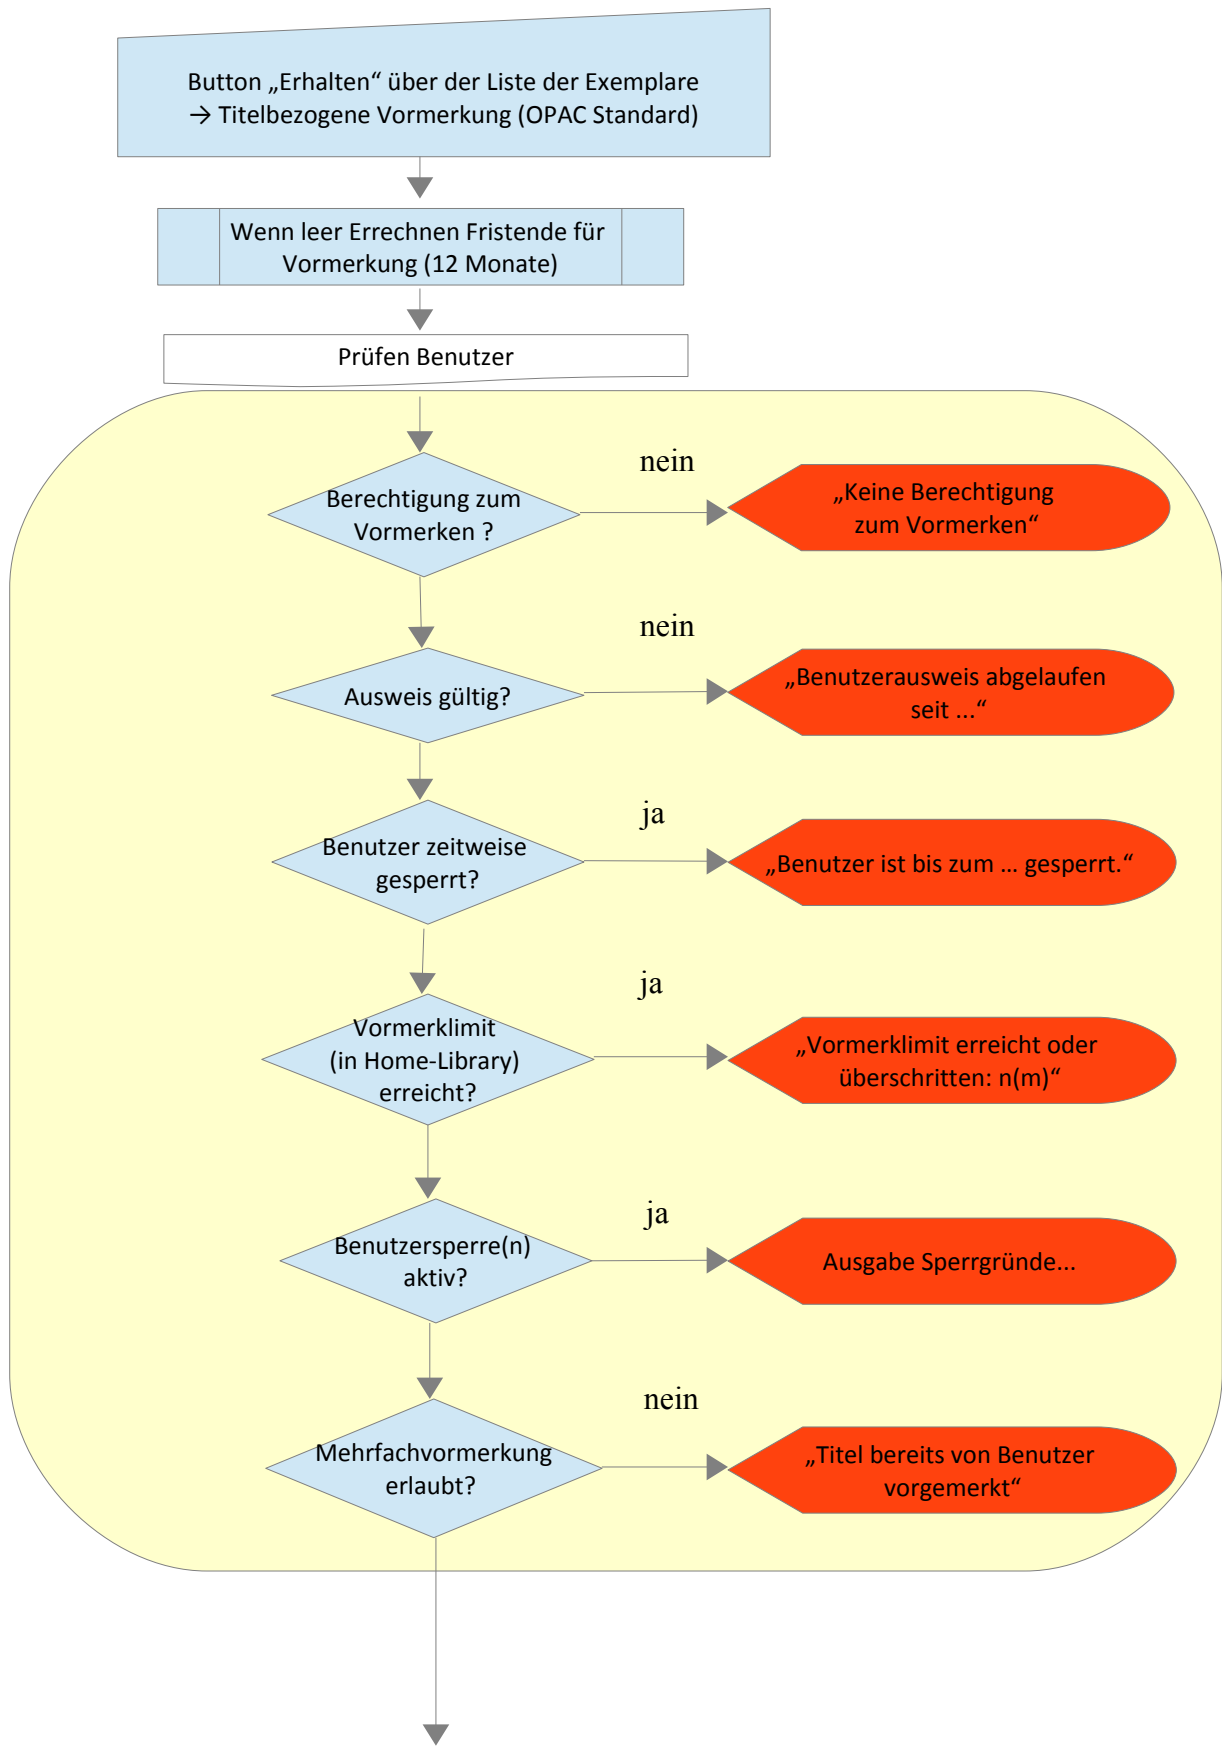 Button „Erhalten“ über der Liste der Exemplare
→ Titelbezogene Vormerkung (OPAC Standard)
Wenn leer Errechnen Fristende für
Vormerkung (12 Monate)
Prüfen Benutzer
Berechtigung zum
Vormerken ?
nein
„Keine Berechtigung
zum Vormerken“
Ausweis gültig?
nein
„Benutzerausweis abgelaufen
seit ...“
Benutzer zeitweise
gesperrt?
ja
„Benutzer ist bis zum … gesperrt.“
Vormerklimit
(in Home-Library)
erreicht?
ja
„Vormerklimit erreicht oder
überschritten: n(m)“
Benutzersperre(n)
aktiv?
ja
Ausgabe Sperrgründe...
Mehrfachvormerkung
erlaubt?
nein
„Titel bereits von Benutzer
vorgemerkt“